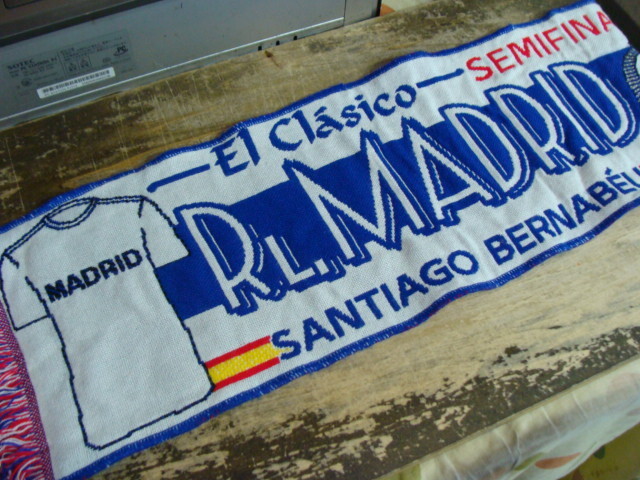 El Clásico
SEMIFINA
RL. MADRID
MADRID
SANTIAGO BERNABÉU